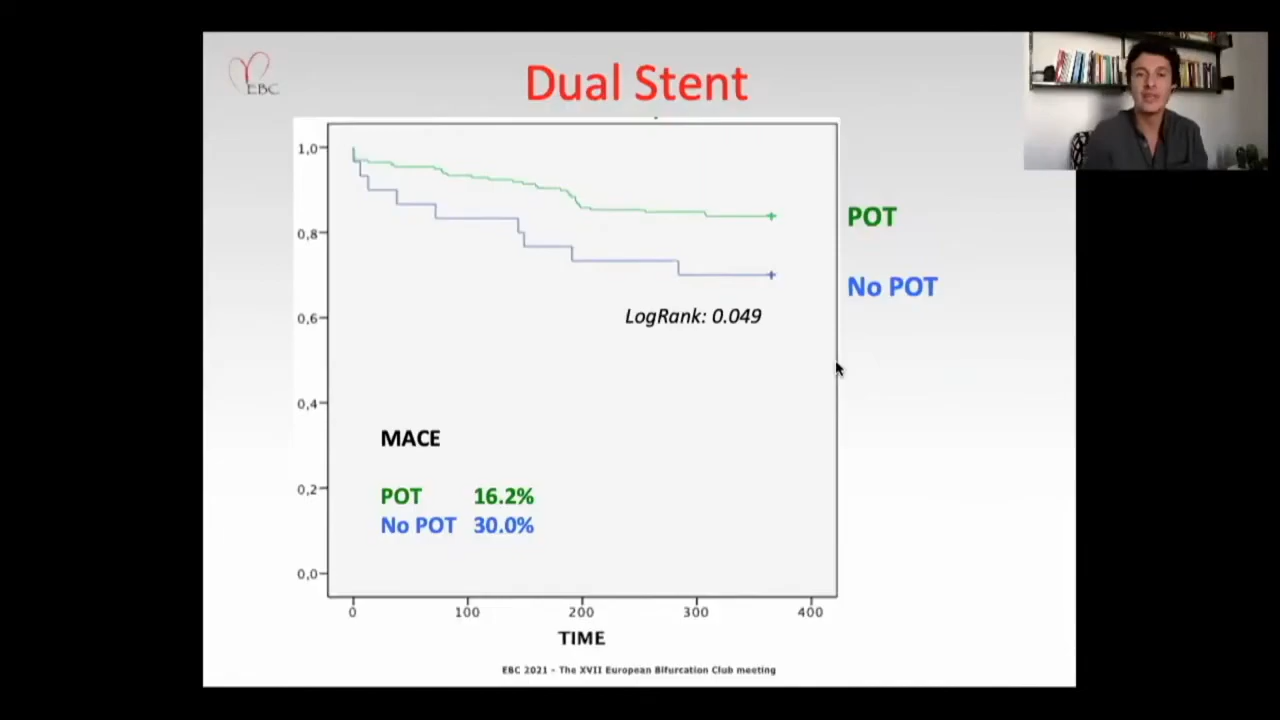 EBC
Dual Stent
1,0
0,8
0,6
0,4
0,2
0,0
POT
No POT
LogRank: 0.049
MACE
POT 16.2%
No POT 30.0%
0 100 200 300 400
TIME
EBC 2021 - The XVII European Bifurcation Club meeting